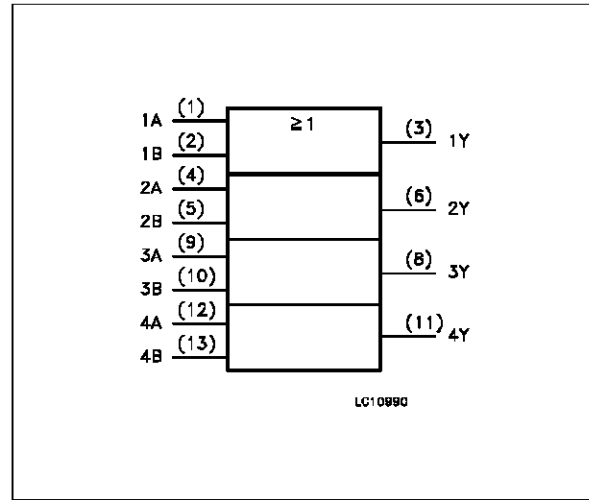 1A (1)
1B (2)
2A (4)
2B (5)
3A (9)
3B (10)
4A (12)
4B (13)
≥1
(3) 1Y
(6) 2Y
(8) 3Y
(11) 4Y
LC10990